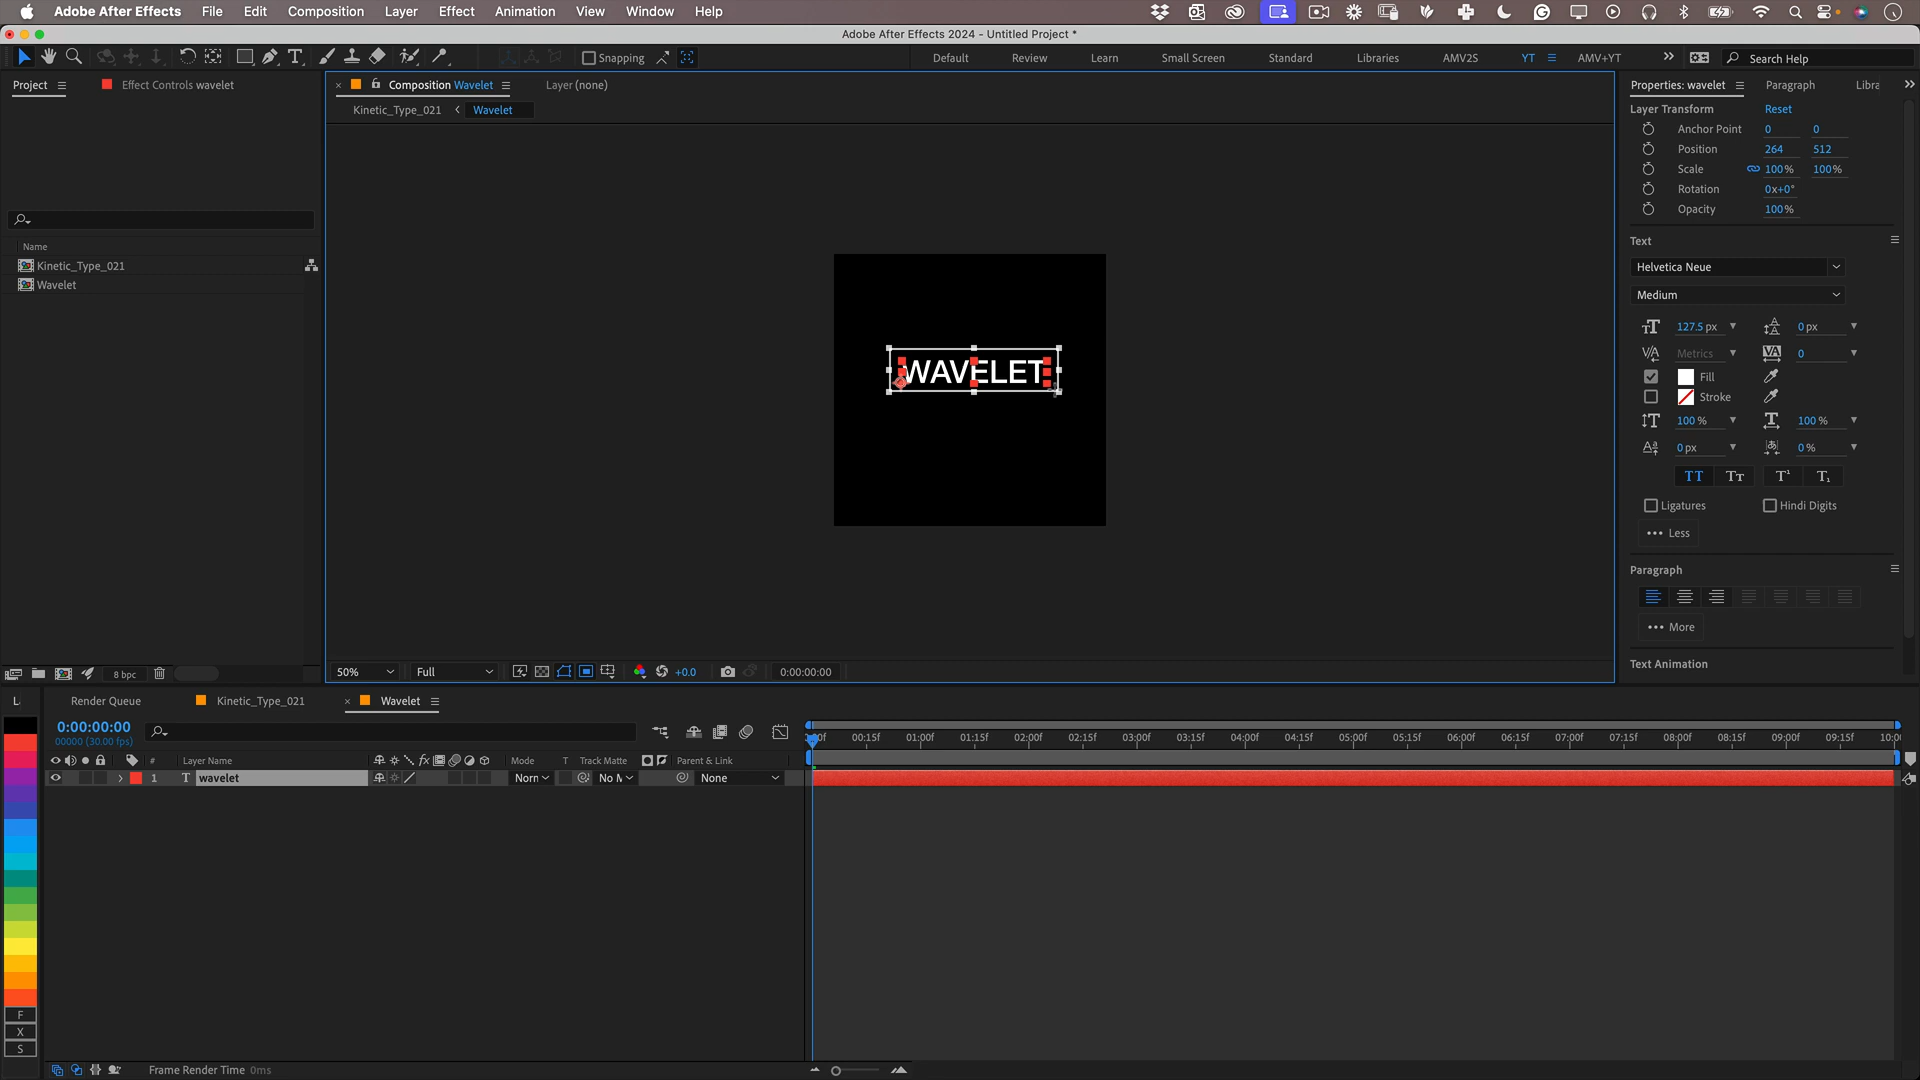 Adobe After Effects File Edit Composition Layer Effect Animation View Window Help
Adobe After Effects 2024 - Untitled Project *
Snapping Default Review Learn Small Screen Standard Libraries AMV2S YT AMV+YT Search Help
Project Effect Controls wavelet
Composition Wavelet Layer (none)
Kinetic_Type_021 Wavelet
Name
Kinetic_Type_021
Wavelet
8 bpc
WAVELET
50% Full +0.0 0:00:00:00
Properties: wavelet Paragraph Libra
Layer Transform Reset
Anchor Point 0 0
Position 264 512
Scale 100% 100%
Rotation 0x+0°
Opacity 100%
Text
Helvetica Neue
Medium
127.5 px 0 px
Metrics 0
Fill
Stroke
100 % 100 %
0 px 0 %
TT Tt T¹ T₁
Ligatures Hindi Digits
Less
Paragraph
More
Text Animation
Render Queue Kinetic_Type_021 Wavelet
0:00:00:00
00000 (30.00 fps)
00:15f 01:00f 01:15f 02:00f 02:15f 03:00f 03:15f 04:00f 04:15f 05:00f 05:15f 06:00f 06:15f 07:00f 07:15f 08:00f 08:15f 09:00f 09:15f 10:00
# Layer Name Mode T Track Matte Parent & Link
1 T wavelet Norn No M None
F
X
S
Frame Render Time 0ms